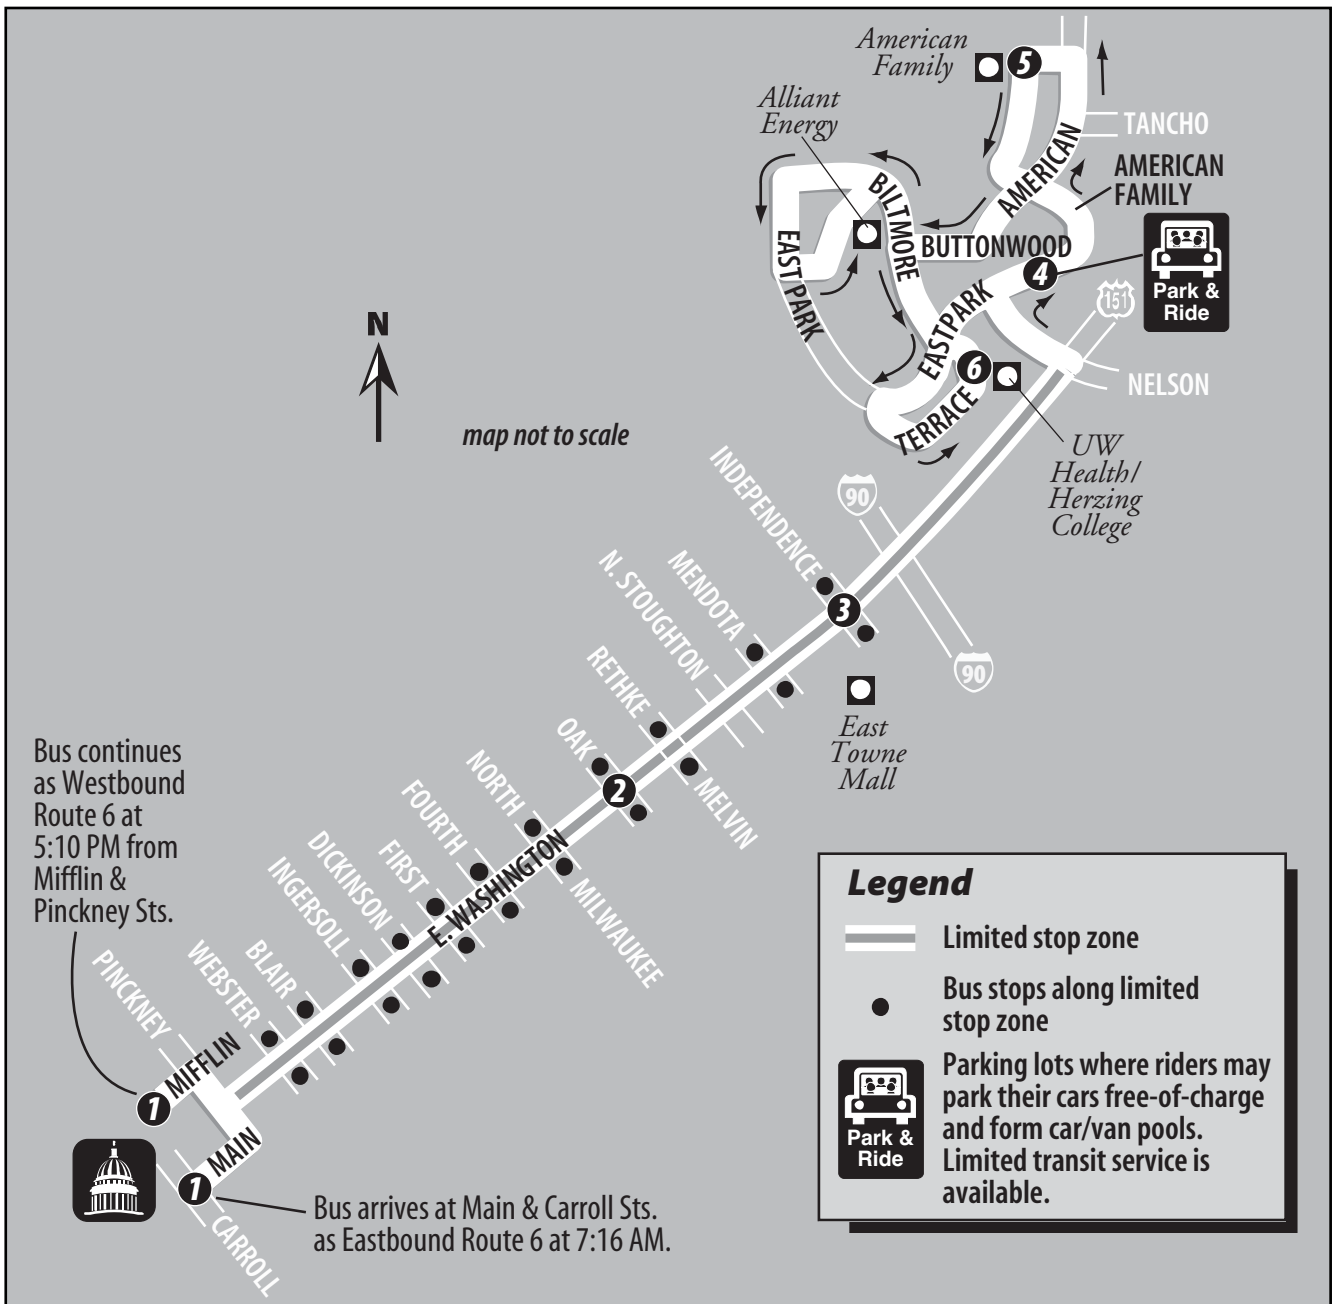 American
Family
5
Alliant
Energy
TANCHO
AMERICAN
AMERICAN
FAMILY
BILTMORE
BUTTONWOOD
EAST PARK
4
Park &
Ride
151
EASTPARK
6
NELSON
TERRACE
N
map not to scale
UW
Health/
Herzing
College
INDEPENDENCE
90
N. STOUGHTON
MENDOTA
3
90
RETHKE
East
Towne
Mall
OAK
2
MELVIN
NORTH
FOURTH
E. WASHINGTON
MILWAUKEE
FIRST
DICKINSON
INGERSOLL
BLAIR
WEBSTER
PINCKNEY
Bus continues
as Westbound
Route 6 at
5:10 PM from
Mifflin &
Pinckney Sts.
MIFFLIN
1
MAIN
1
CARROLL
Bus arrives at Main & Carroll Sts.
as Eastbound Route 6 at 7:16 AM.
Legend
Limited stop zone
Bus stops along limited
stop zone
Park &
Ride
Parking lots where riders may
park their cars free-of-charge
and form car/van pools.
Limited transit service is
available.